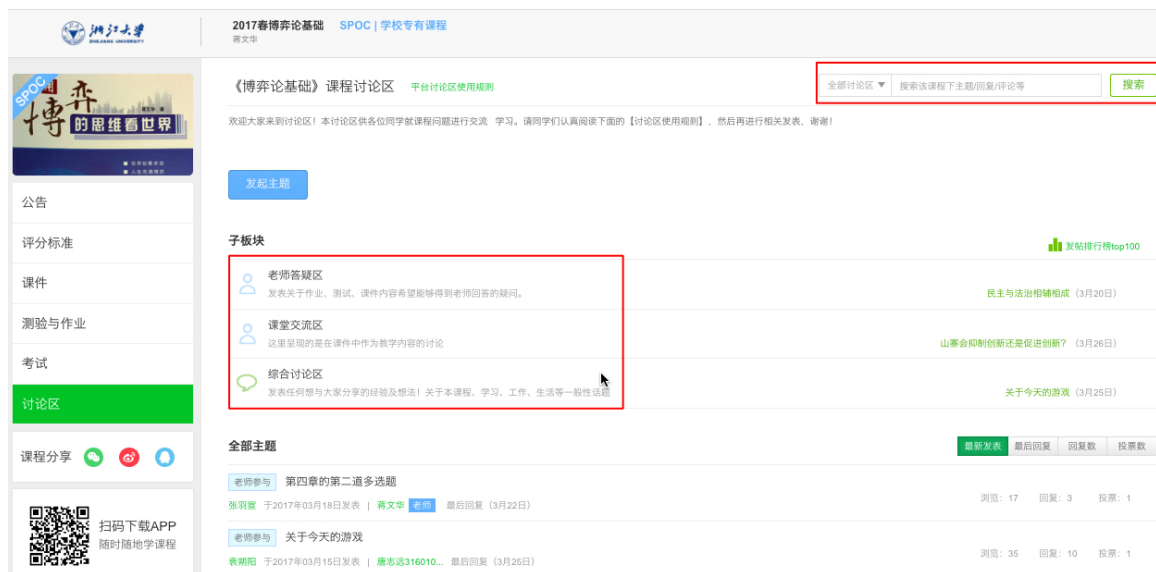 浙江大学
ZHEJIANG UNIVERSITY
2017春博弈论基础 SPOC | 学校专有课程
蒋文华
SPOC
博弈
的思维看世界
公告
评分标准
课件
测验与作业
考试
讨论区
课程分享
扫码下载APP
随时随地学课程
《博弈论基础》课程讨论区 平台讨论区使用规则
全部讨论区 ▼ 搜索该课程下主题/回复/评论等 搜索
欢迎大家来到讨论区！本讨论区供各位同学就课程问题进行交流 学习。请同学们认真阅读下面的【讨论区使用规则】，然后再进行相关发表，谢谢！
发起主题
子板块 发帖排行榜top100
老师答疑区
发表关于作业、测试、课件内容希望能够得到老师回答的疑问。 民主与法治相辅相成（3月20日）
课堂交流区
这里呈现的是在课件中作为教学内容的讨论 山寨会抑制创新还是促进创新？（3月26日）
综合讨论区
发表任何想与大家分享的经验及想法！关于本课程、学习、工作、生活等一般性话题 关于今天的游戏（3月25日）
全部主题 最新发表 最后回复 回复数 投票数
老师参与 第四章的第二道多选题
张羽宣 于2017年03月18日发表 | 蒋文华 老师 最后回复（3月22日） 浏览：17 回复：3 投票：1
老师参与 关于今天的游戏
袁朔阳 于2017年03月15日发表 | 唐志远316010... 最后回复（3月25日） 浏览：35 回复：10 投票：1